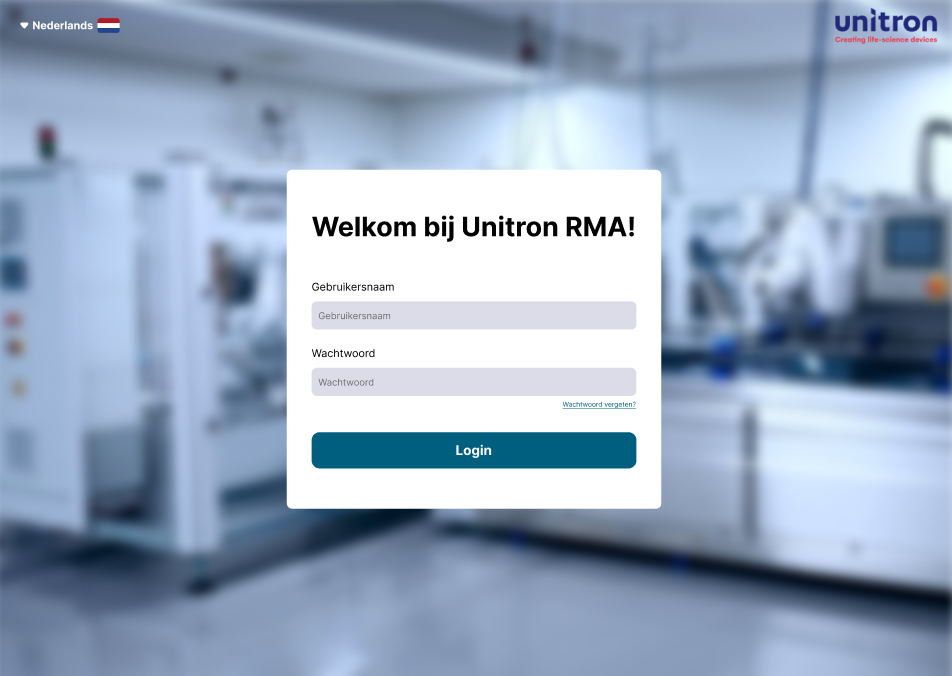 Nederlands
unitron
Creating life-science devices
Welkom bij Unitron RMA!
Gebruikersnaam
Gebruikersnaam
Wachtwoord
Wachtwoord
Wachtwoord vergeten?
Login